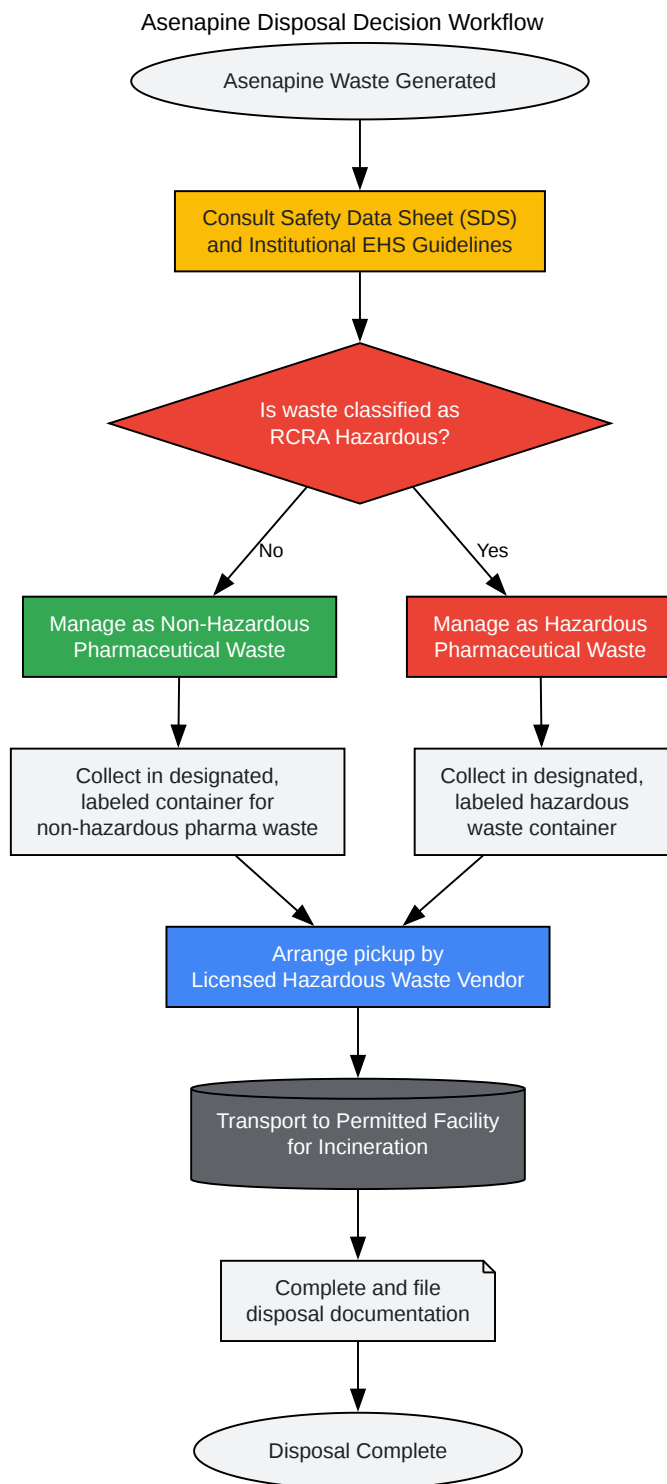 Asenapine Disposal Decision Workflow
Asenapine Waste Generated
Consult Safety Data Sheet (SDS)
and Institutional EHS Guidelines
Is waste classified as
RCRA Hazardous?
No
Yes
Manage as Non-Hazardous
Pharmaceutical Waste
Manage as Hazardous
Pharmaceutical Waste
Collect in designated,
labeled container for
non-hazardous pharma waste
Collect in designated,
labeled hazardous
waste container
Arrange pickup by
Licensed Hazardous Waste Vendor
Transport to Permitted Facility
for Incineration
Complete and file
disposal documentation
Disposal Complete